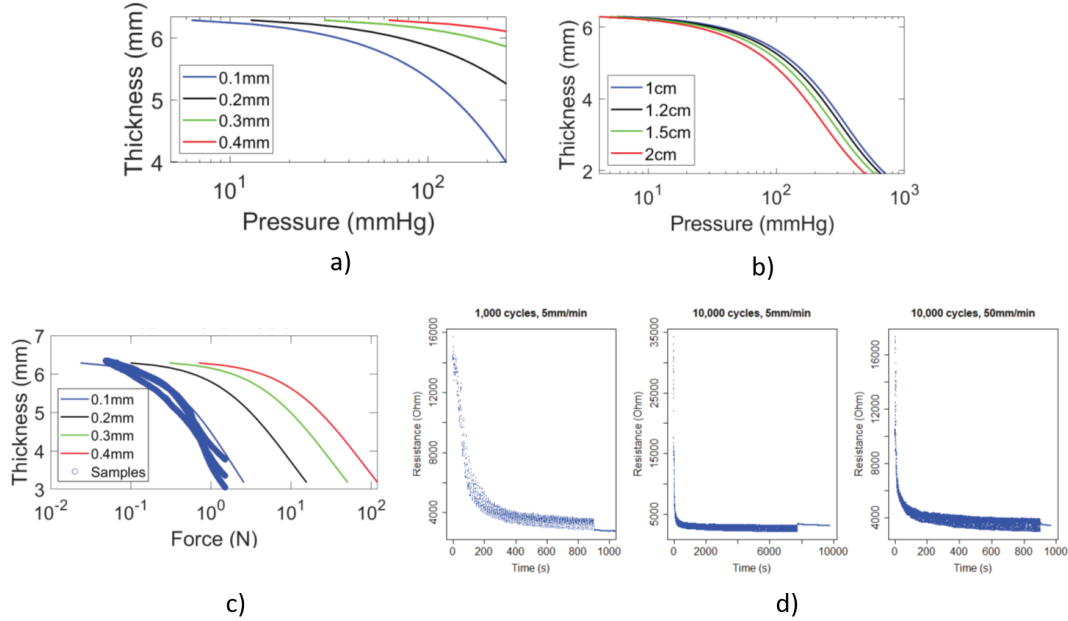 Thickness (mm)
6
5
4
0.1mm
0.2mm
0.3mm
0.4mm
10¹
10²
Pressure (mmHg)
a)
Thickness (mm)
6
4
2
1cm
1.2cm
1.5cm
2cm
10¹
10²
10³
Pressure (mmHg)
b)
Thickness (mm)
7
6
5
4
3
0.1mm
0.2mm
0.3mm
0.4mm
Samples
10⁻²
10⁻¹
10⁰
10¹
10²
Force (N)
c)
1,000 cycles, 5mm/min
Resistance (Ohm)
16000
12000
8000
4000
0
200
400
600
800
1000
Time (s)
10,000 cycles, 5mm/min
Resistance (Ohm)
35000
25000
15000
5000
0
2000
6000
10000
Time (s)
10,000 cycles, 50mm/min
Resistance (Ohm)
16000
12000
8000
4000
0
200
400
600
800
1000
Time (s)
d)